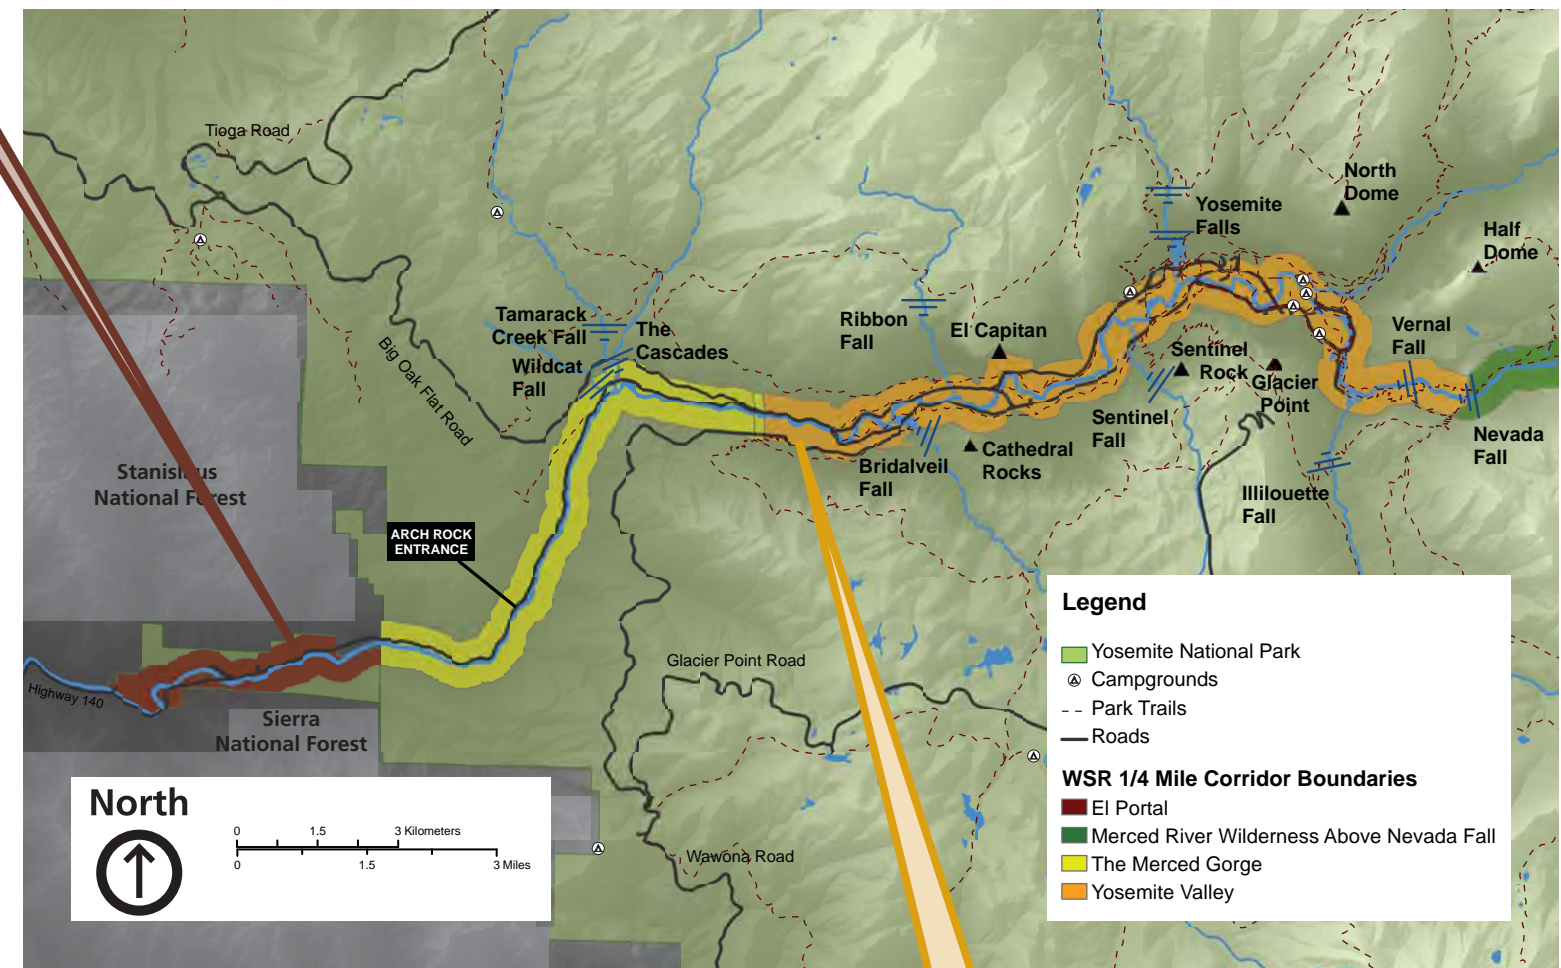 Tioga Road
North
Dome
Yosemite
Falls
Half
Dome
Tamarack
Creek Fall
The
Cascades
Wildcat
Fall
Ribbon
Fall
El Capitan
Vernal
Fall
Sentinel
Rock
Glacier
Point
Big Oak Flat Road
Sentinel
Fall
Cathedral
Rocks
Bridalveil
Fall
Nevada
Fall
Illilouette
Fall
Stanislaus
National Forest
ARCH ROCK
ENTRANCE
Glacier Point Road
Highway 140
Sierra
National Forest
Wawona Road
North
0 1.5 3 Kilometers
0 1.5 3 Miles
Legend
Yosemite National Park
Campgrounds
Park Trails
Roads
WSR 1/4 Mile Corridor Boundaries
El Portal
Merced River Wilderness Above Nevada Fall
The Merced Gorge
Yosemite Valley